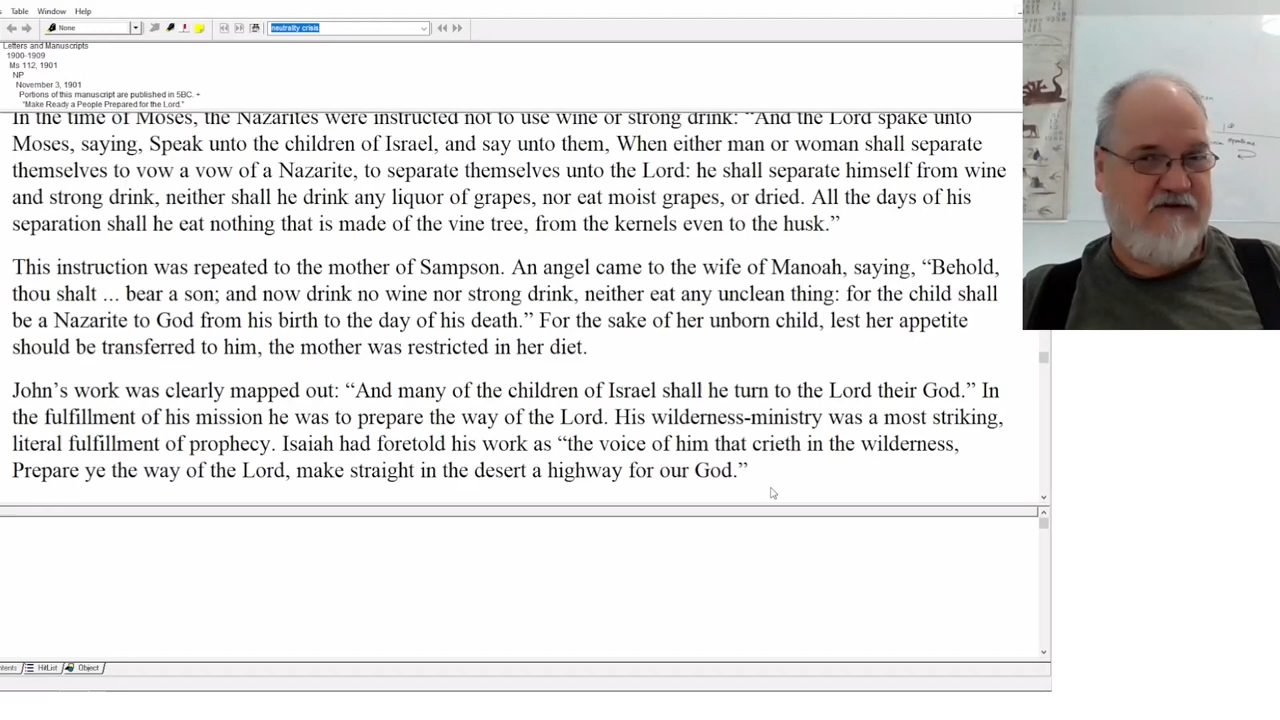 Table Window Help
None
neutrality crisis
Letters and Manuscripts
1900-1909
Ms 112, 1901
NP
November 3, 1901
Portions of this manuscript are published in 5BC. +
"Make Ready a People Prepared for the Lord."
In the time of Moses, the Nazarites were instructed not to use wine or strong drink: “And the Lord spake unto
Moses, saying, Speak unto the children of Israel, and say unto them, When either man or woman shall separate
themselves to vow a vow of a Nazarite, to separate themselves unto the Lord: he shall separate himself from wine
and strong drink, neither shall he drink any liquor of grapes, nor eat moist grapes, or dried. All the days of his
separation shall he eat nothing that is made of the vine tree, from the kernels even to the husk.”
This instruction was repeated to the mother of Sampson. An angel came to the wife of Manoah, saying, “Behold,
thou shalt ... bear a son; and now drink no wine nor strong drink, neither eat any unclean thing: for the child shall
be a Nazarite to God from his birth to the day of his death.” For the sake of her unborn child, lest her appetite
should be transferred to him, the mother was restricted in her diet.
John’s work was clearly mapped out: “And many of the children of Israel shall he turn to the Lord their God.” In
the fulfillment of his mission he was to prepare the way of the Lord. His wilderness-ministry was a most striking,
literal fulfillment of prophecy. Isaiah had foretold his work as “the voice of him that crieth in the wilderness,
Prepare ye the way of the Lord, make straight in the desert a highway for our God.”
HitList Object